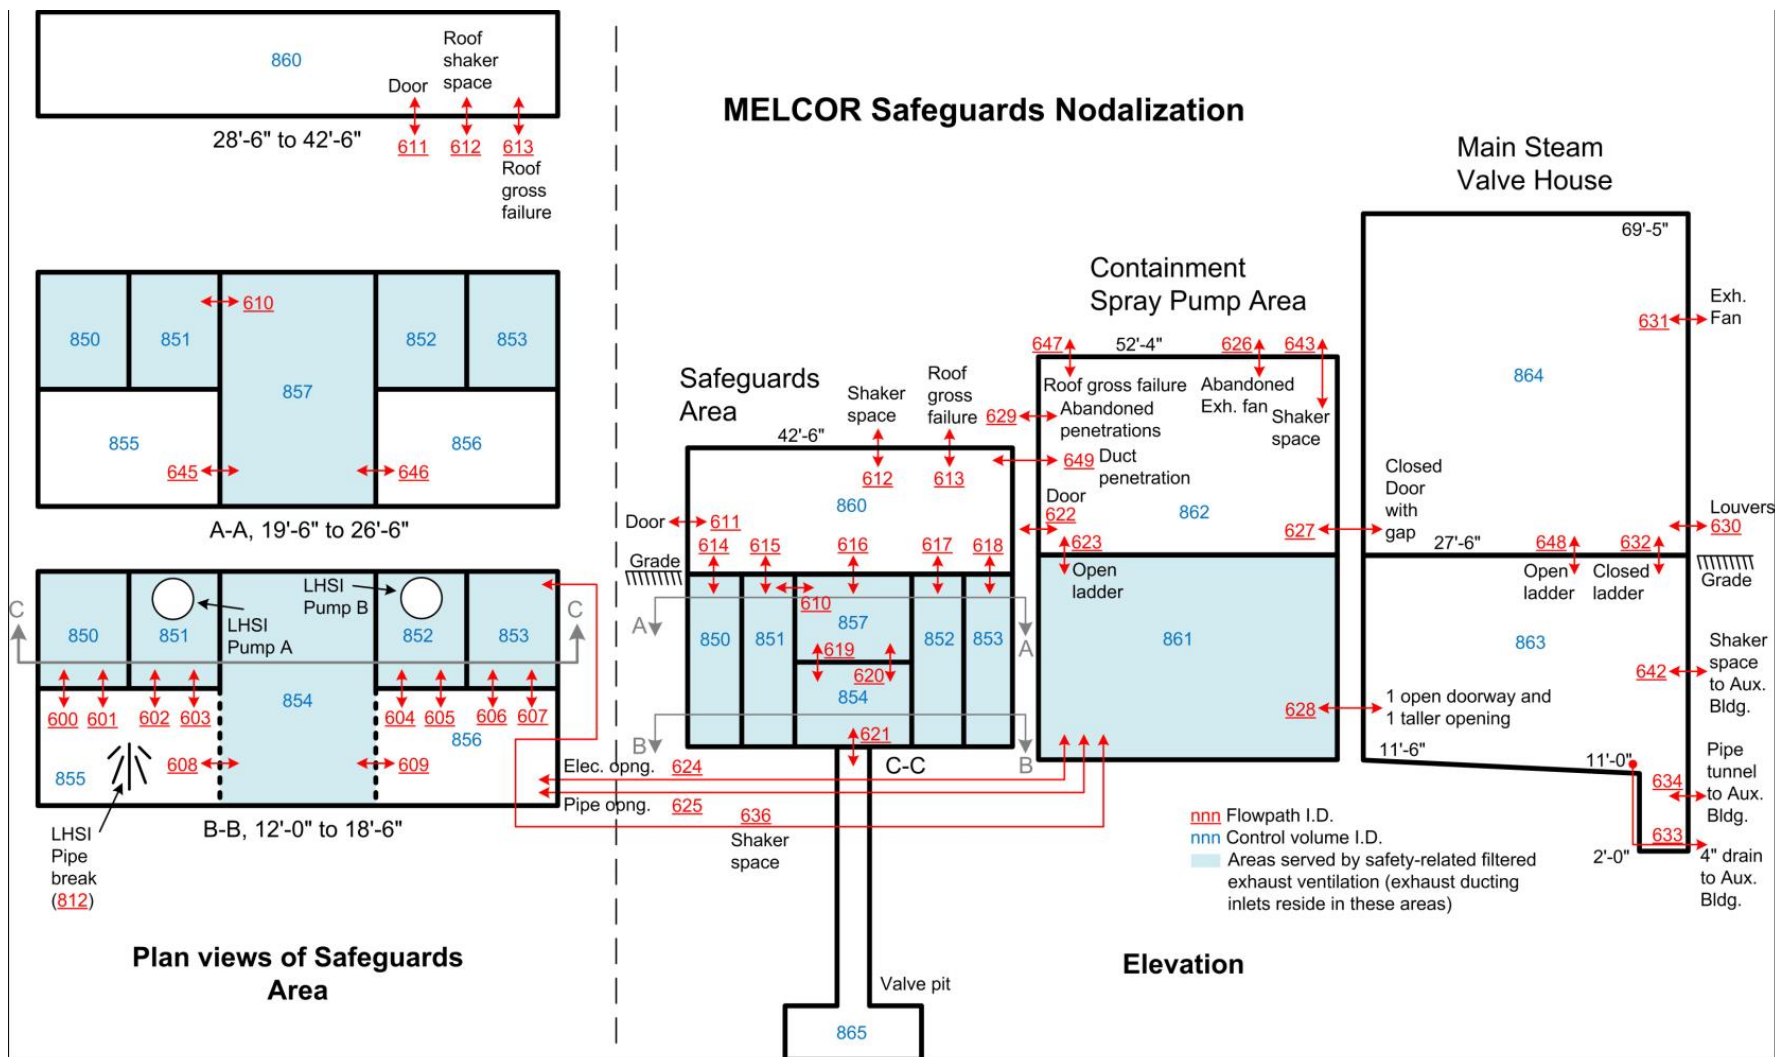 MELCOR Safeguards Nodalization
860
Door
Roof
shaker
space
28'-6" to 42'-6"
611
612
613
Roof
gross
failure
850
851
610
857
852
853
855
645
646
856
A-A, 19'-6" to 26'-6"
C
850
851
LHSI
Pump A
LHSI
Pump B
852
853
C
600
601
602
603
854
604
605
606
607
855
608
609
856
B-B, 12'-0" to 18'-6"
LHSI
Pipe
break
(812)
Plan views of Safeguards
Area
Safeguards
Area
42'-6"
Shaker
space
Roof
gross
failure
612
613
860
Door
611
Grade
614
615
616
617
618
610
A
A
850
851
857
852
853
619
620
854
B
B
621
C-C
Elec. opng.
624
Pipe opng.
625
636
Shaker
space
Valve pit
865
Containment
Spray Pump Area
647
52'-4"
626
643
Roof gross failure
629
Abandoned
penetrations
Abandoned
Exh. fan
Shaker
space
649
Duct
penetration
Door
622
862
627
623
Open
ladder
861
628
Main Steam
Valve House
69'-5"
631
Exh.
Fan
864
Closed
Door
with
gap
Louvers
630
27'-6"
648
632
Open
ladder
Closed
ladder
Grade
863
642
Shaker
space
to Aux.
Bldg.
1 open doorway and
1 taller opening
11'-6"
11'-0"
634
Pipe
tunnel
to Aux.
Bldg.
633
2'-0"
4" drain
to Aux.
Bldg.
nnn Flowpath I.D.
nnn Control volume I.D.
Areas served by safety-related filtered
exhaust ventilation (exhaust ducting
inlets reside in these areas)
Elevation